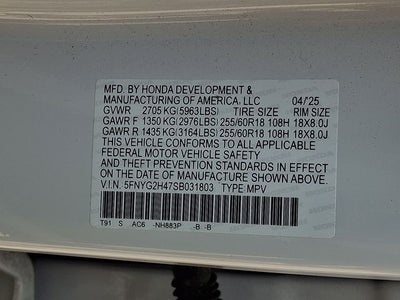 MFD. BY HONDA DEVELOPMENT &
MANUFACTURING OF AMERICA, LLC 04/'25
GVWR 2705 KG(5963LBS) TIRE SIZE RIM SIZE
GAWR F 1350 KG(2976LBS) 255/60R18 108H 18X8.0J
GAWR R 1435 KG(3164LBS) 255/60R18 108H 18X8.0J
THIS VEHICLE CONFORMS TO ALL APPLICABLE
FEDERAL MOTOR VEHICLE SAFETY
AND THEFT PREVENTION STANDARDS IN EFFECT
ON THE DATE OF MANUFACTURE SHOWN ABOVE.
V.I.N. 5FNYG2H47SB031803 TYPE: MPV
T91 S AC6 -NH883P -B -B